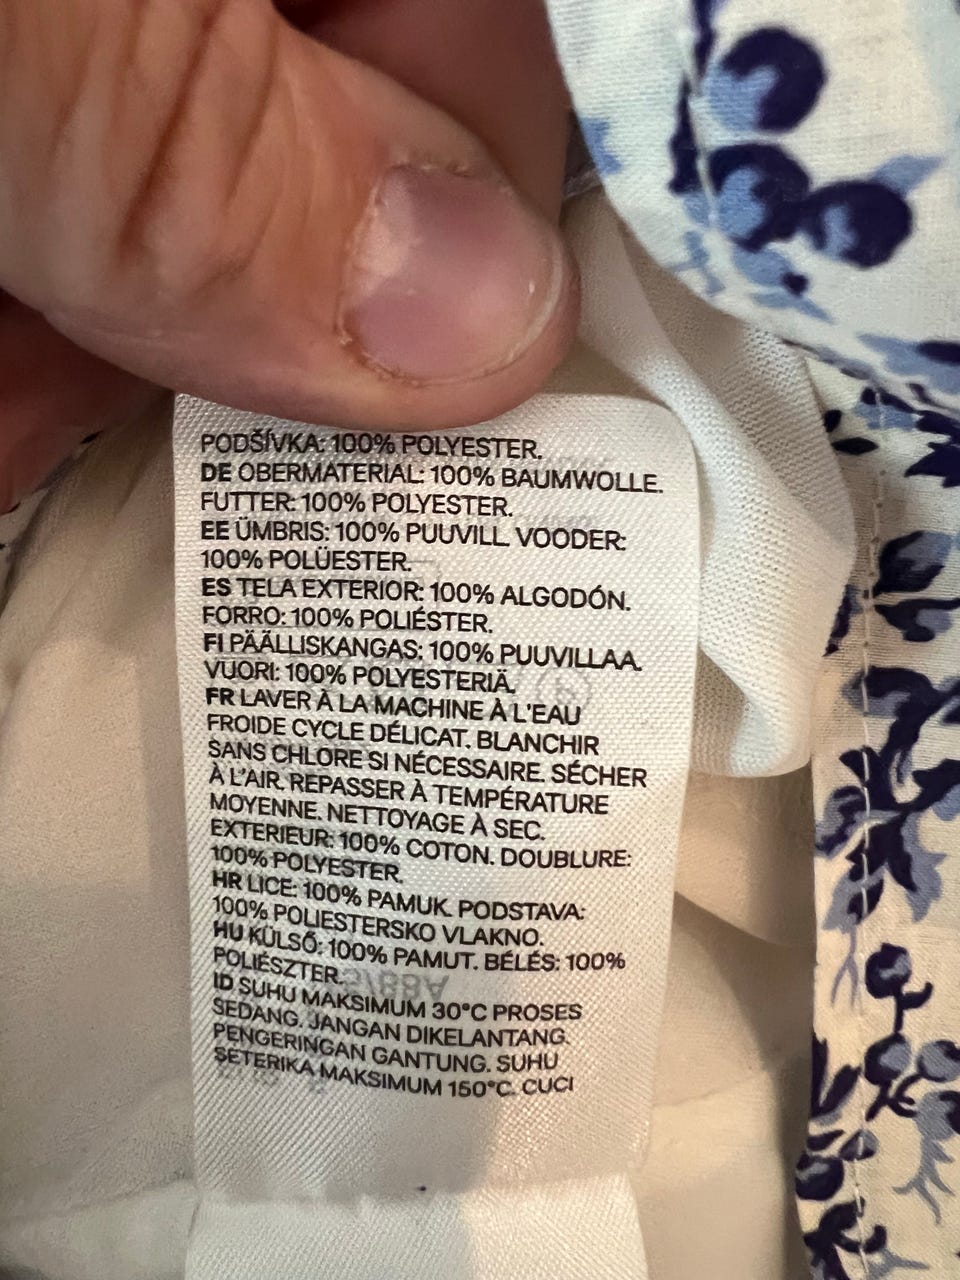 PODŠÍVKA: 100% POLYESTER.
DE OBERMATERIAL: 100% BAUMWOLLE.
FUTTER: 100% POLYESTER.
EE ÜMBRIS: 100% PUUVILL. VOODER:
100% POLÜESTER.
ES TELA EXTERIOR: 100% ALGODÓN.
FORRO: 100% POLIÉSTER.
FI PÄÄLLISKANGAS: 100% PUUVILLAA.
VUORI: 100% POLYESTERIÄ.
FR LAVER À LA MACHINE À L'EAU
FROIDE CYCLE DÉLICAT. BLANCHIR
SANS CHLORE SI NÉCESSAIRE. SÉCHER
À L'AIR. REPASSER À TEMPÉRATURE
MOYENNE. NETTOYAGE À SEC.
EXTERIEUR: 100% COTON. DOUBLURE:
100% POLYESTER.
HR LICE: 100% PAMUK. PODSTAVA:
100% POLIESTERSKO VLAKNO.
HU KÜLSŐ: 100% PAMUT. BÉLÉS: 100%
POLIÉSZTER.
ID SUHU MAKSIMUM 30°C PROSES
SEDANG. JANGAN DIKELANTANG.
PENGERINGAN GANTUNG. SUHU
SETERIKA MAKSIMUM 150°C. CUCI